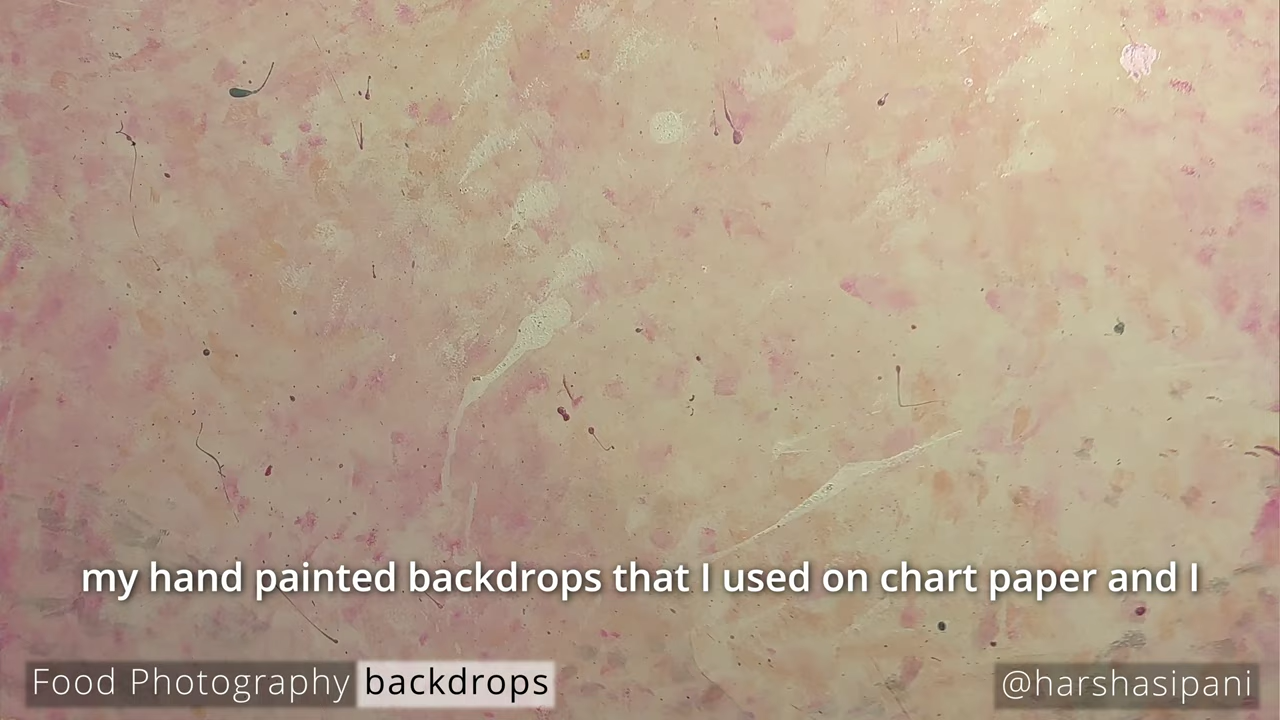 my hand painted backdrops that I used on chart paper and I
Food Photography backdrops
@harshasipani